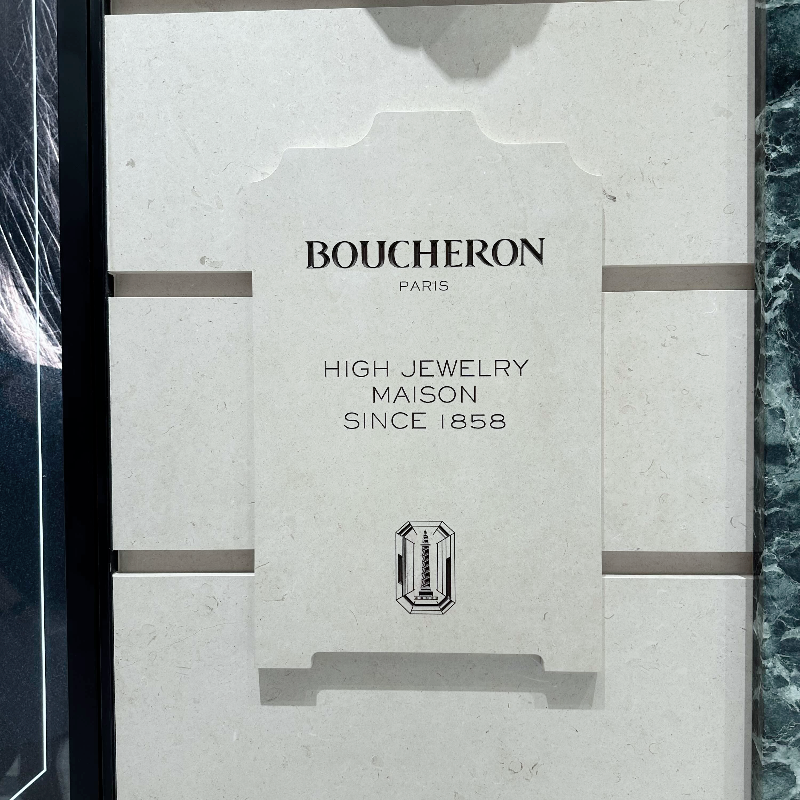 BOUCHERON
PARIS
HIGH JEWELRY
MAISON
SINCE 1858